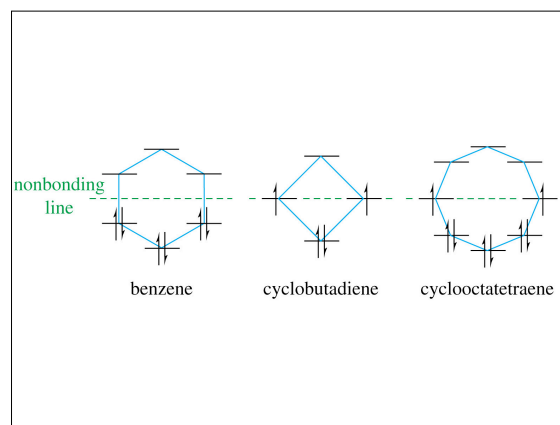 nonbonding
line
benzene
cyclobutadiene
cyclooctatetraene